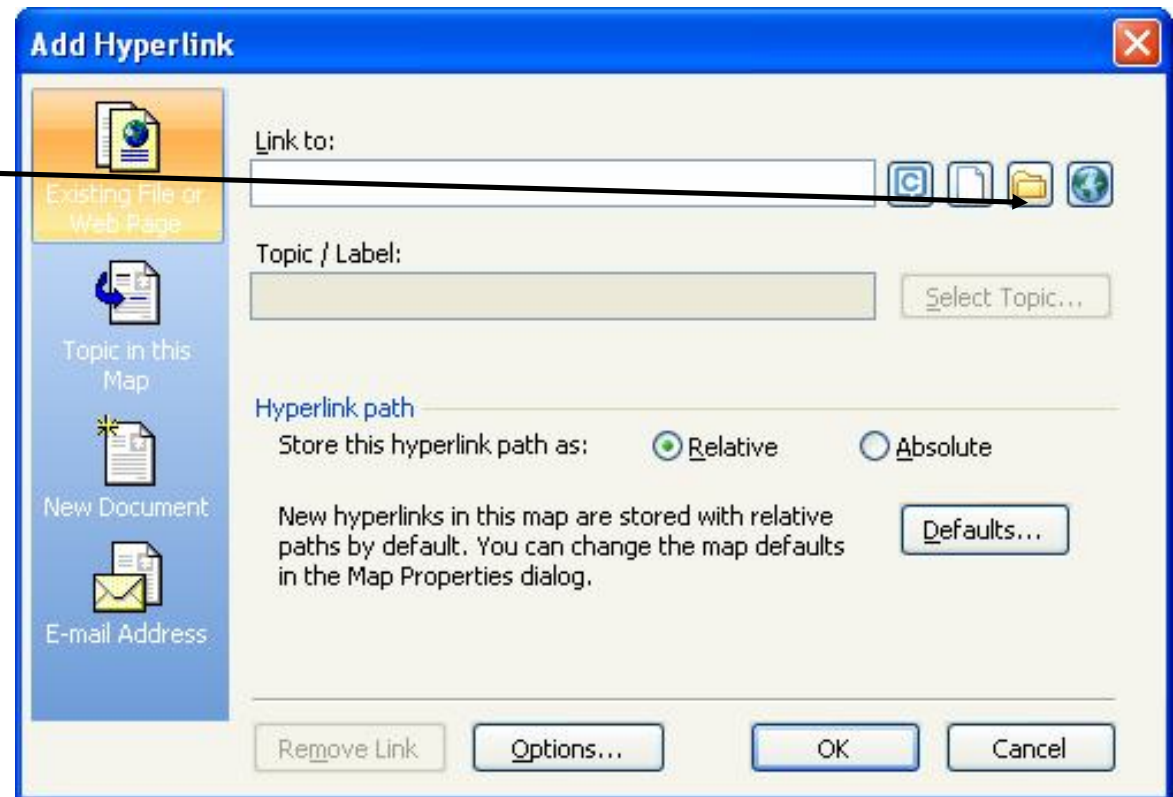 Add Hyperlink
Existing File or
Web Page
Topic in this
Map
New Document
E-mail Address
Link to:
Topic / Label:
Select Topic...
Hyperlink path
Store this hyperlink path as:
Relative
Absolute
New hyperlinks in this map are stored with relative
paths by default. You can change the map defaults
in the Map Properties dialog.
Defaults...
Remove Link
Options...
OK
Cancel